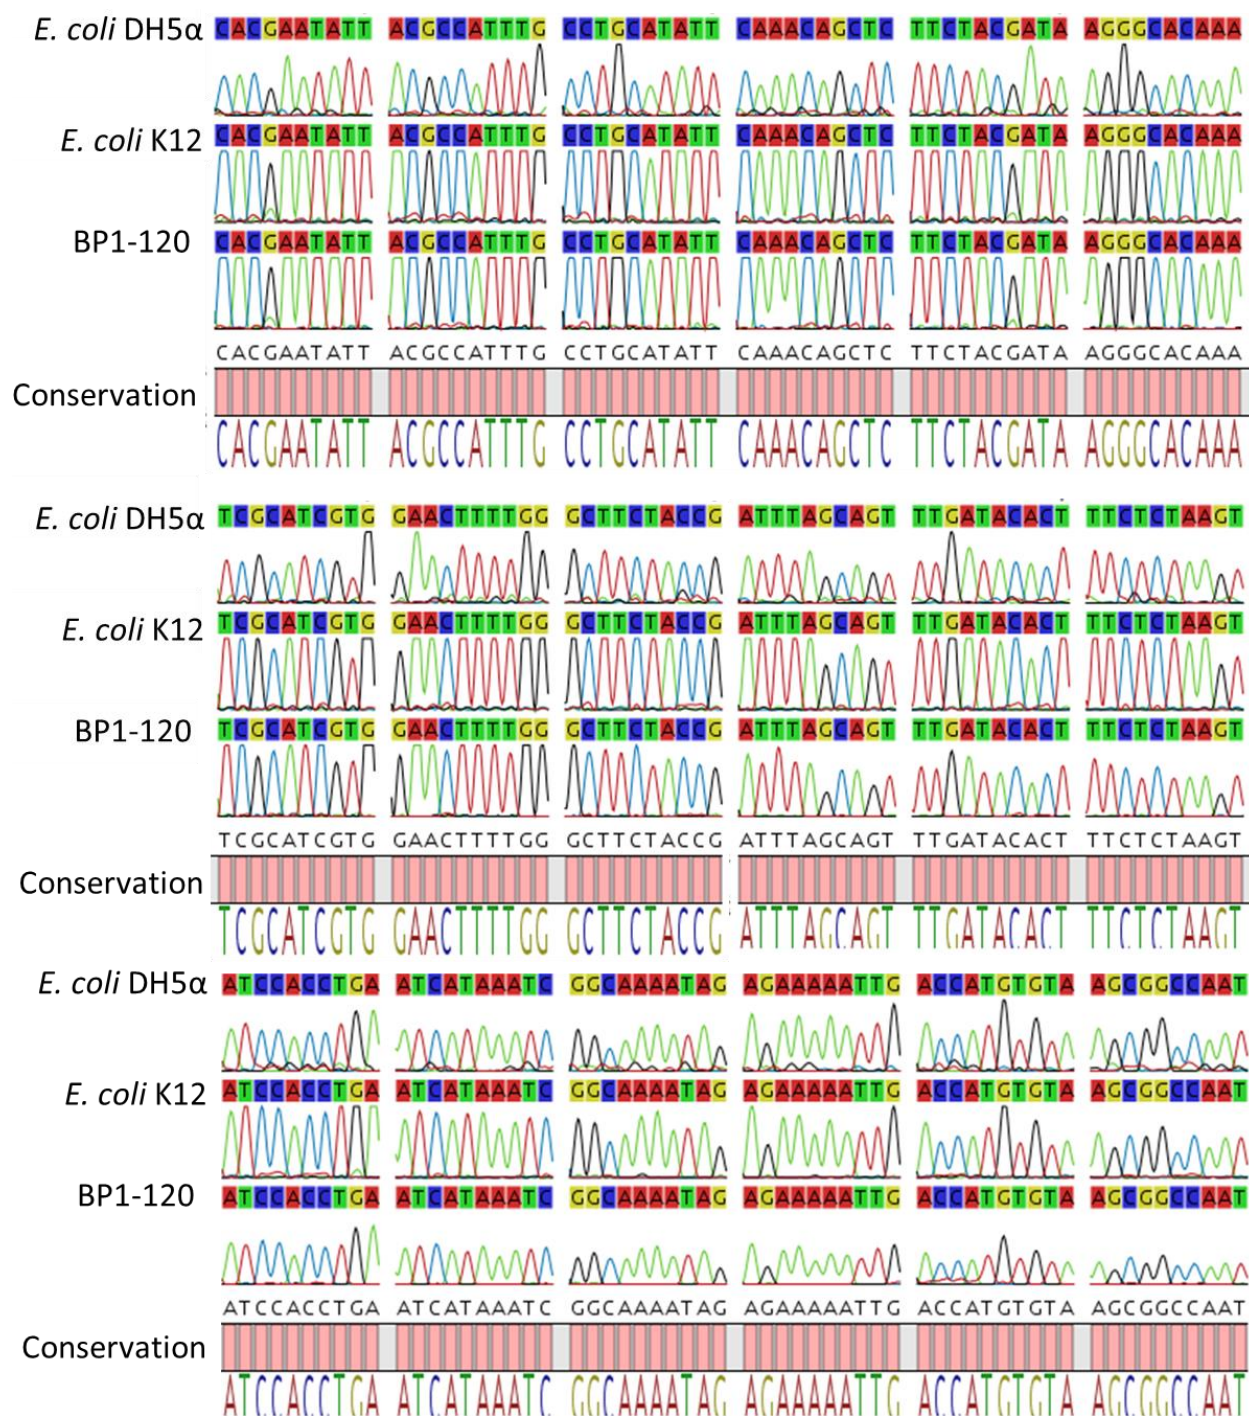 E. coli DH5α CACGAATATT ACGCCATTTG CCTGCATATT CAAACAGCTC TTCTACGATA AGGGCACAAA
E. coli K12 CACGAATATT ACGCCATTTG CCTGCATATT CAAACAGCTC TTCTACGATA AGGGCACAAA
BP1-120 CACGAATATT ACGCCATTTG CCTGCATATT CAAACAGCTC TTCTACGATA AGGGCACAAA
CACGAATATT ACGCCATTTG CCTGCATATT CAAACAGCTC TTCTACGATA AGGGCACAAA
Conservation
CACGAATATT ACGCCATTTG CCTGCATATT CAAACAGCTC TTCTACGATA AGGGCACAAA
E. coli DH5α TCGCATCGTG GAACTTTTGG GCTTCTACCG ATTTAGCAGT TTGATACACT TTCTCTAAGT
E. coli K12 TCGCATCGTG GAACTTTTGG GCTTCTACCG ATTTAGCAGT TTGATACACT TTCTCTAAGT
BP1-120 TCGCATCGTG GAACTTTTGG GCTTCTACCG ATTTAGCAGT TTGATACACT TTCTCTAAGT
TCGCATCGTG GAACTTTTGG GCTTCTACCG ATTTAGCAGT TTGATACACT TTCTCTAAGT
Conservation
TCGCATCGTG GAACTTTTGG GCTTCTACCG ATTTAGCAGT TTGATACACT TTCTCTAAGT
E. coli DH5α ATCCACCTGA ATCATAAATC GGCAAAATAG AGAAAAATTG ACCATGTGTA AGCGGCCAAT
E. coli K12 ATCCACCTGA ATCATAAATC GGCAAAATAG AGAAAAATTG ACCATGTGTA AGCGGCCAAT
BP1-120 ATCCACCTGA ATCATAAATC GGCAAAATAG AGAAAAATTG ACCATGTGTA AGCGGCCAAT
ATCCACCTGA ATCATAAATC GGCAAAATAG AGAAAAATTG ACCATGTGTA AGCGGCCAAT
Conservation
ATCCACCTGA ATCATAAATC GGCAAAATAG AGAAAAATTG ACCATGTGTA AGCGGCCAAT